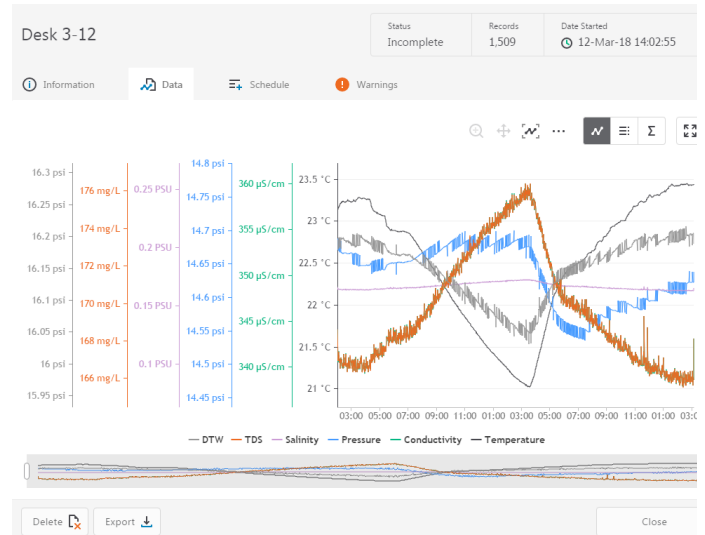 Desk 3-12
Status
Incomplete
Records
1,509
Date Started
12-Mar-18 14:02:55
Information
Data
Schedule
Warnings
16.3 psi
16.25 psi
16.2 psi
16.15 psi
16.1 psi
16.05 psi
16 psi
15.95 psi
176 mg/L
174 mg/L
172 mg/L
170 mg/L
168 mg/L
166 mg/L
0.25 PSU
0.2 PSU
0.15 PSU
0.1 PSU
14.8 psi
14.75 psi
14.7 psi
14.65 psi
14.6 psi
14.55 psi
14.5 psi
14.45 psi
360 µS/cm
355 µS/cm
350 µS/cm
345 µS/cm
340 µS/cm
23.5 °C
23 °C
22.5 °C
22 °C
21.5 °C
21 °C
03:00 05:00 07:00 09:00 11:00 01:00 03:00 05:00 07:00 09:00 11:00 01:00 03:0
DTW TDS Salinity Pressure Conductivity Temperature
Delete Export Close